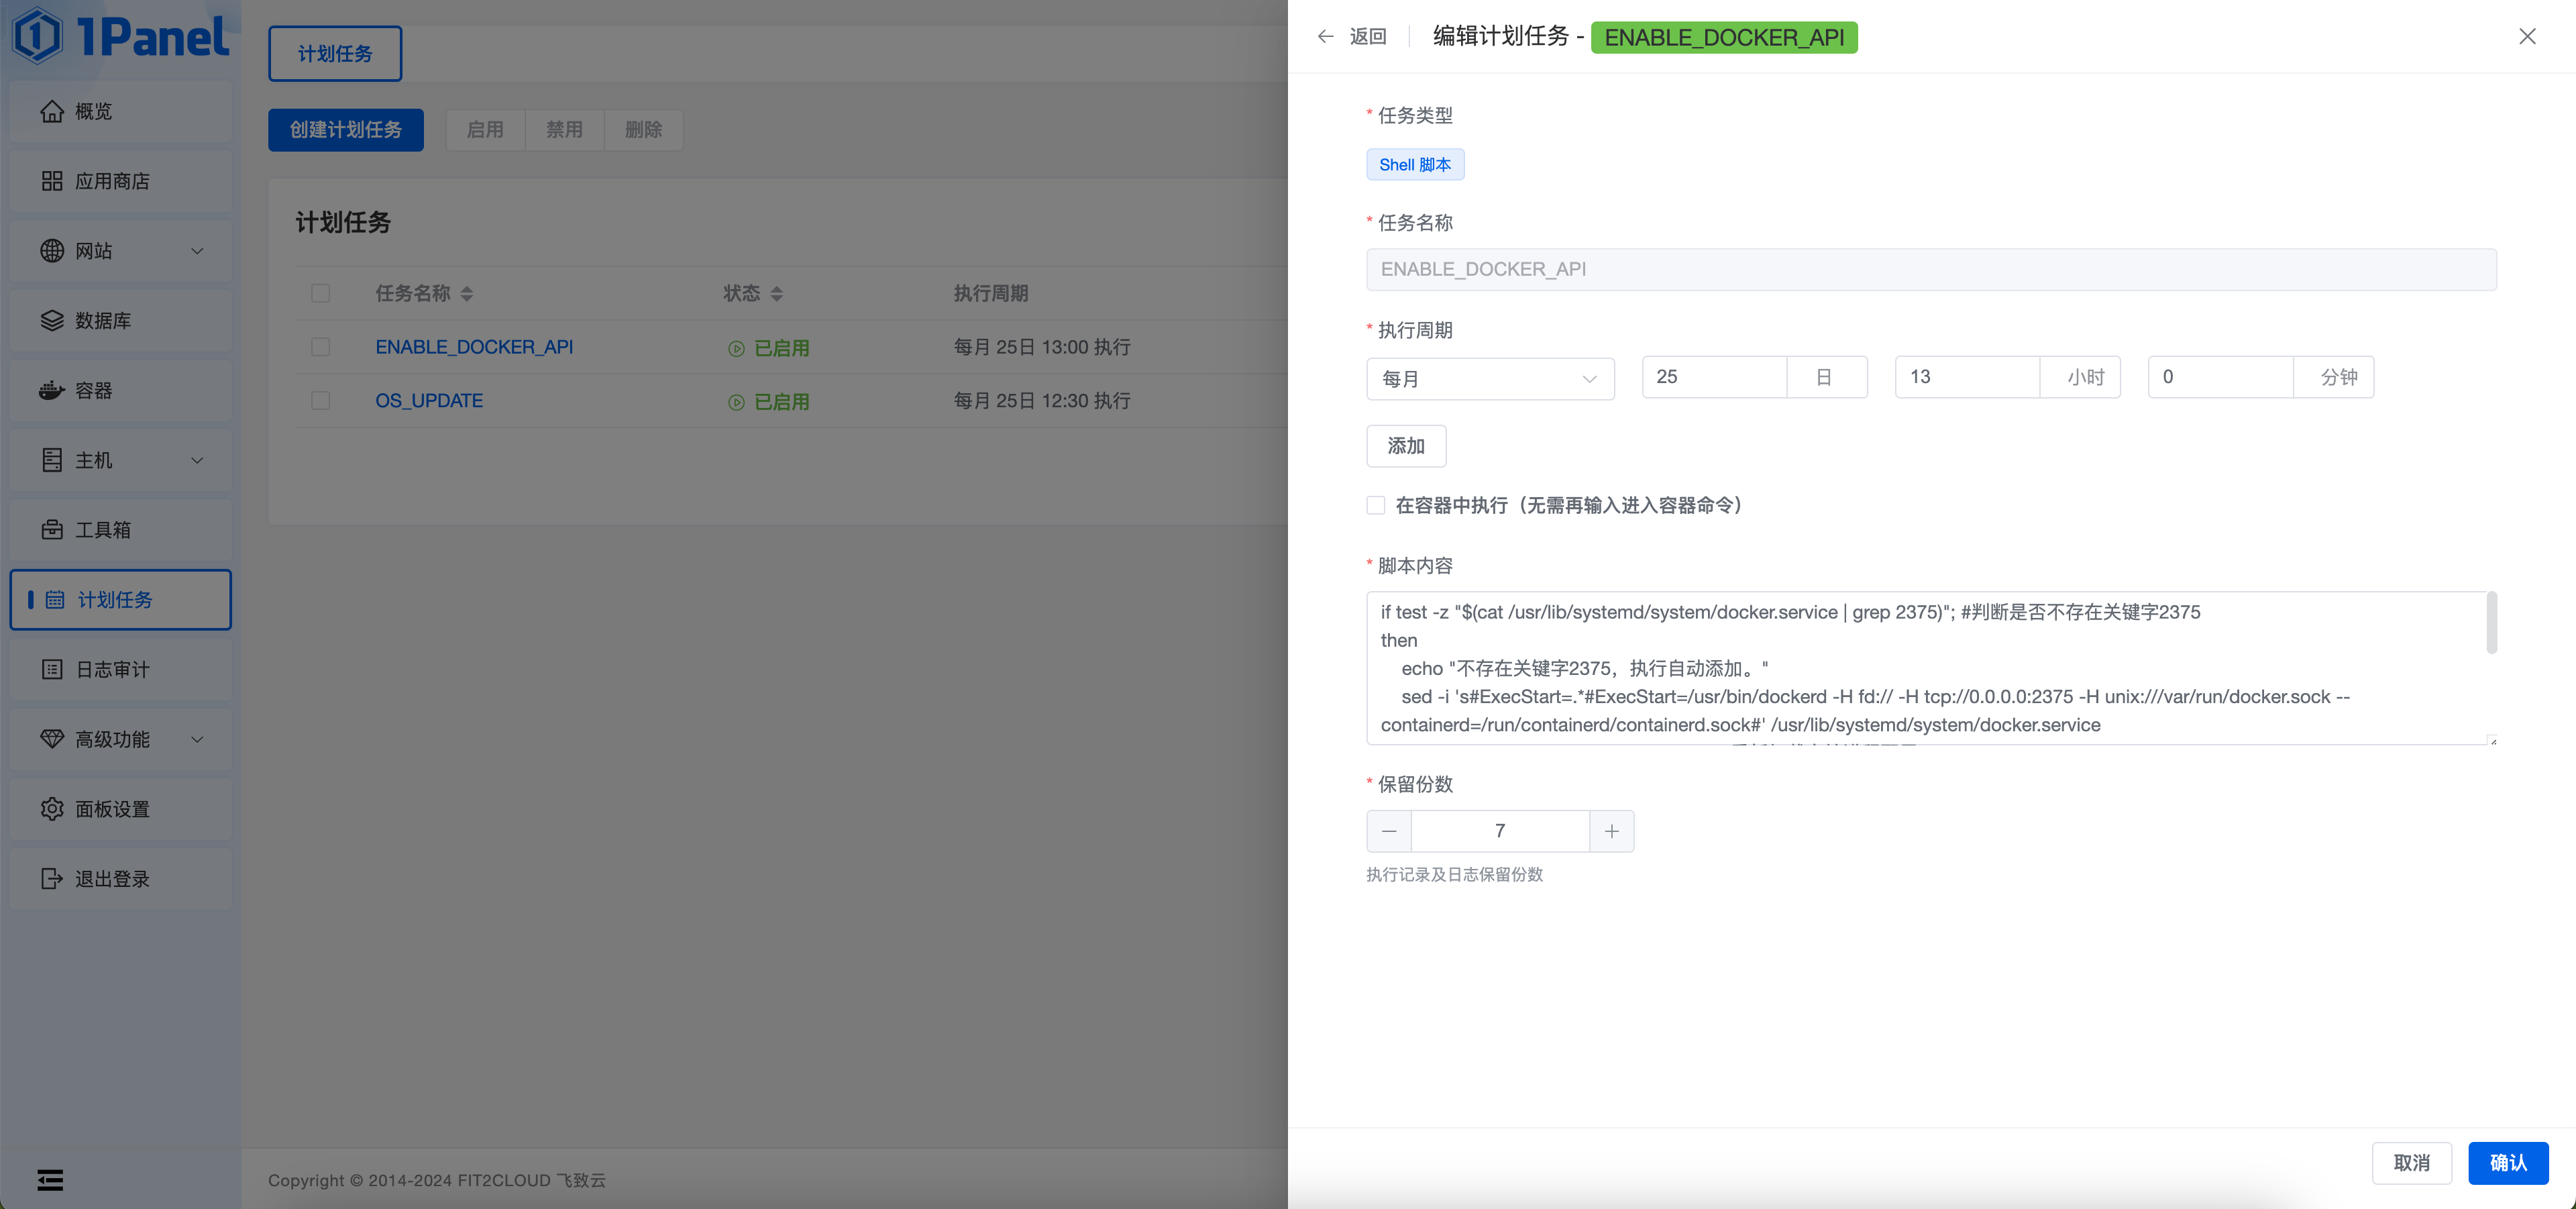 1Panel
概览
应用商店
网站
数据库
容器
主机
工具箱
计划任务
日志审计
高级功能
面板设置
退出登录
计划任务
创建计划任务 启用 禁用 删除
计划任务
任务名称 状态 执行周期
ENABLE_DOCKER_API 已启用 每月 25日 13:00 执行
OS_UPDATE 已启用 每月 25日 12:30 执行
Copyright © 2014-2024 FIT2CLOUD 飞致云
返回 编辑计划任务 - ENABLE_DOCKER_API
* 任务类型
Shell 脚本
* 任务名称
ENABLE_DOCKER_API
* 执行周期
每月 25 日 13 小时 0 分钟
添加
在容器中执行（无需再输入进入容器命令）
* 脚本内容
if test -z "$(cat /usr/lib/systemd/system/docker.service | grep 2375)"; #判断是否不存在关键字2375
then
echo "不存在关键字2375，执行自动添加。"
sed -i 's#ExecStart=.*#ExecStart=/usr/bin/dockerd -H fd:// -H tcp://0.0.0.0:2375 -H unix:///var/run/docker.sock --
containerd=/run/containerd/containerd.sock#' /usr/lib/systemd/system/docker.service
* 保留份数
7
执行记录及日志保留份数
取消 确认